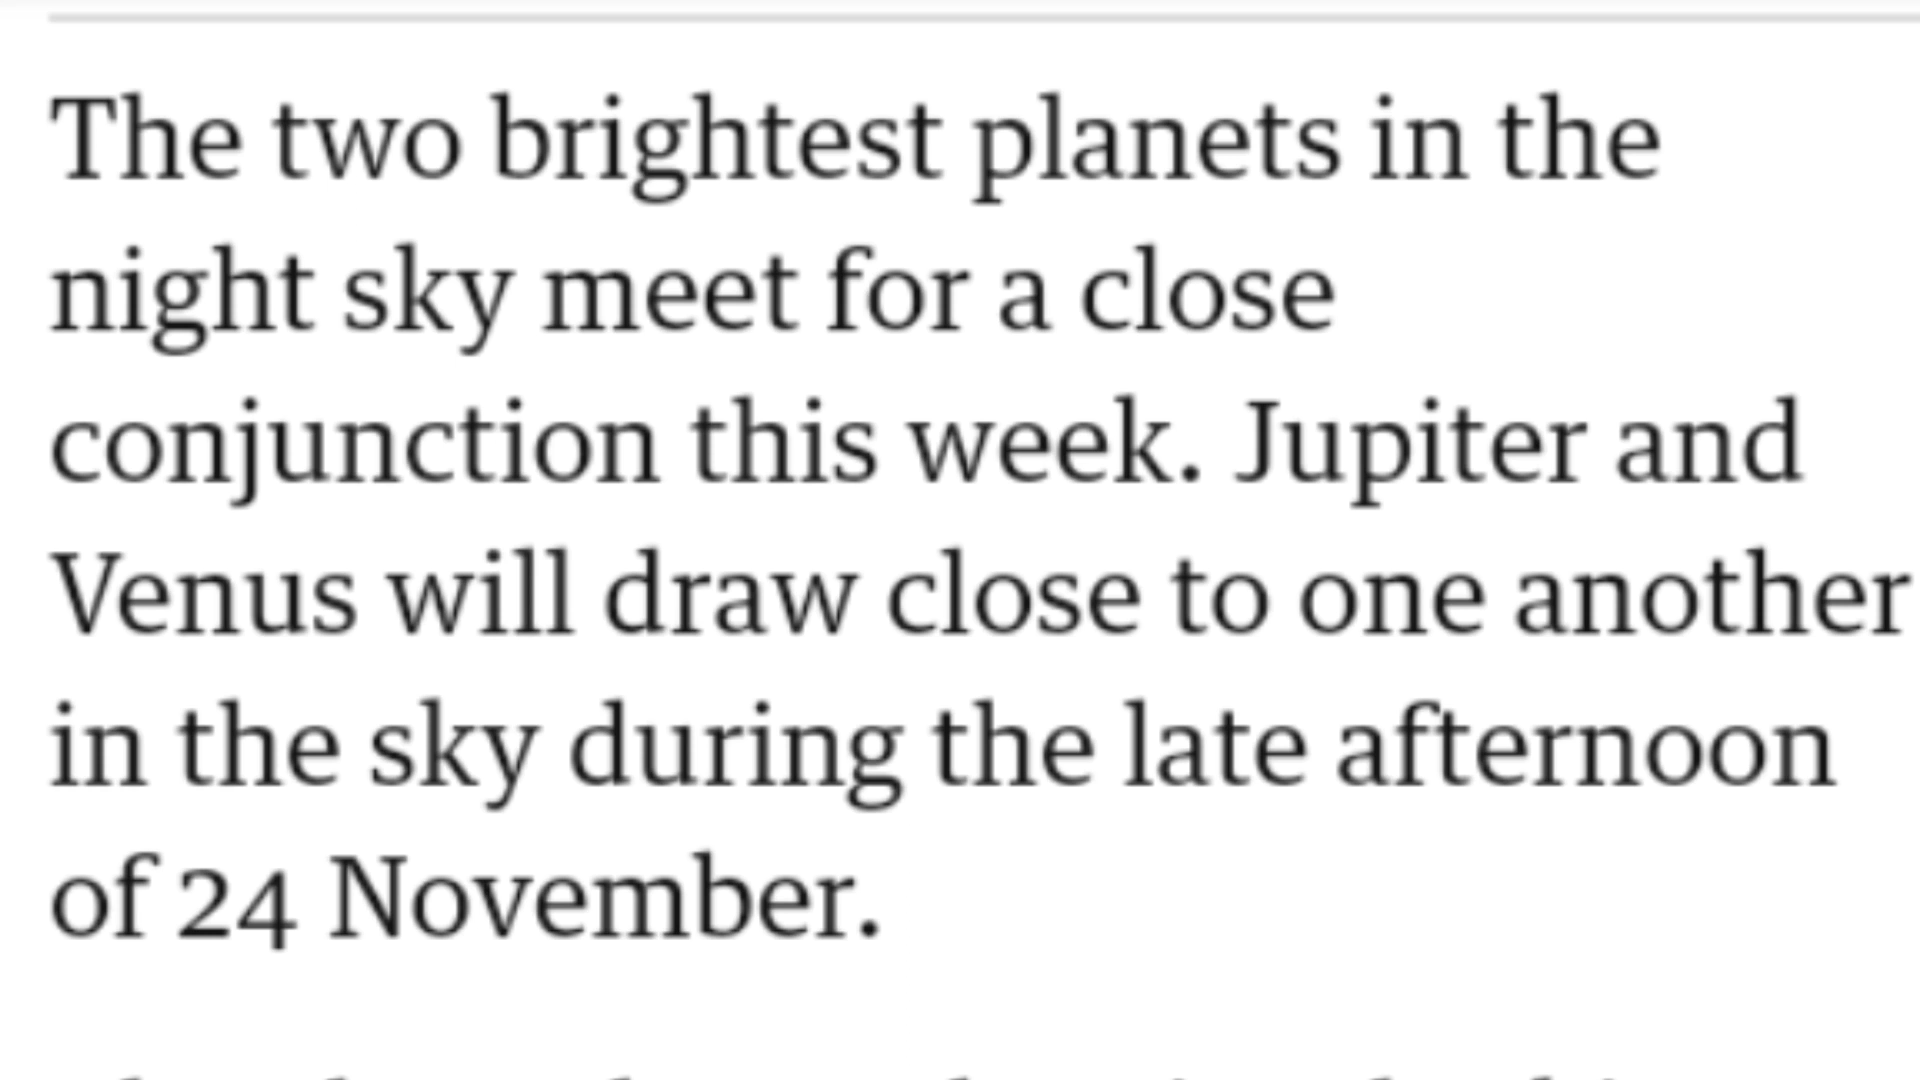 The two brightest planets in the
night sky meet for a close
conjunction this week. Jupiter and
Venus will draw close to one another
in the sky during the late afternoon
of 24 November.